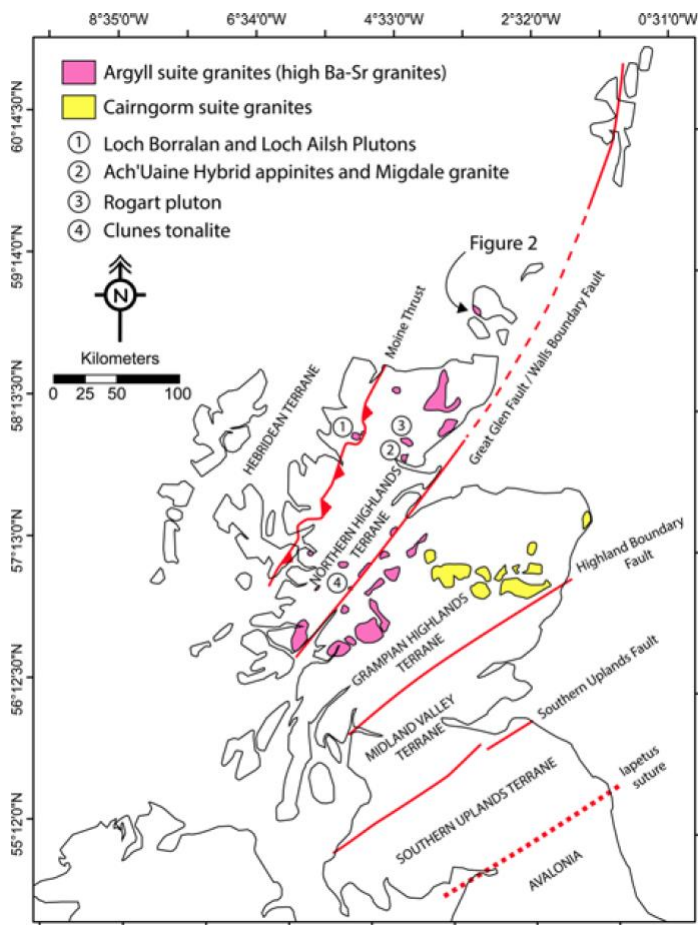 8°35'0"W 6°34'0"W 4°33'0"W 2°32'0"W 0°31'0"W
Argyll suite granites (high Ba-Sr granites)
Cairngorm suite granites
1 Loch Borralan and Loch Ailsh Plutons
2 Ach'Uaine Hybrid appinites and Migdale granite
3 Rogart pluton
4 Clunes tonalite
60°14'30"N
59°14'0"N
58°13'30"N
57°13'0"N
56°12'30"N
55°12'0"N
N
Kilometers
0 25 50 100
Figure 2
Moine Thrust
Great Glen Fault / Walls Boundary Fault
HEBRIDEAN TERRANE
1
3
2
NORTHERN HIGHLANDS
TERRANE
4
Highland Boundary
Fault
GRAMPIAN HIGHLANDS
TERRANE
MIDLAND VALLEY
TERRANE
Southern Uplands Fault
SOUTHERN UPLANDS TERRANE
Iapetus
suture
AVALONIA